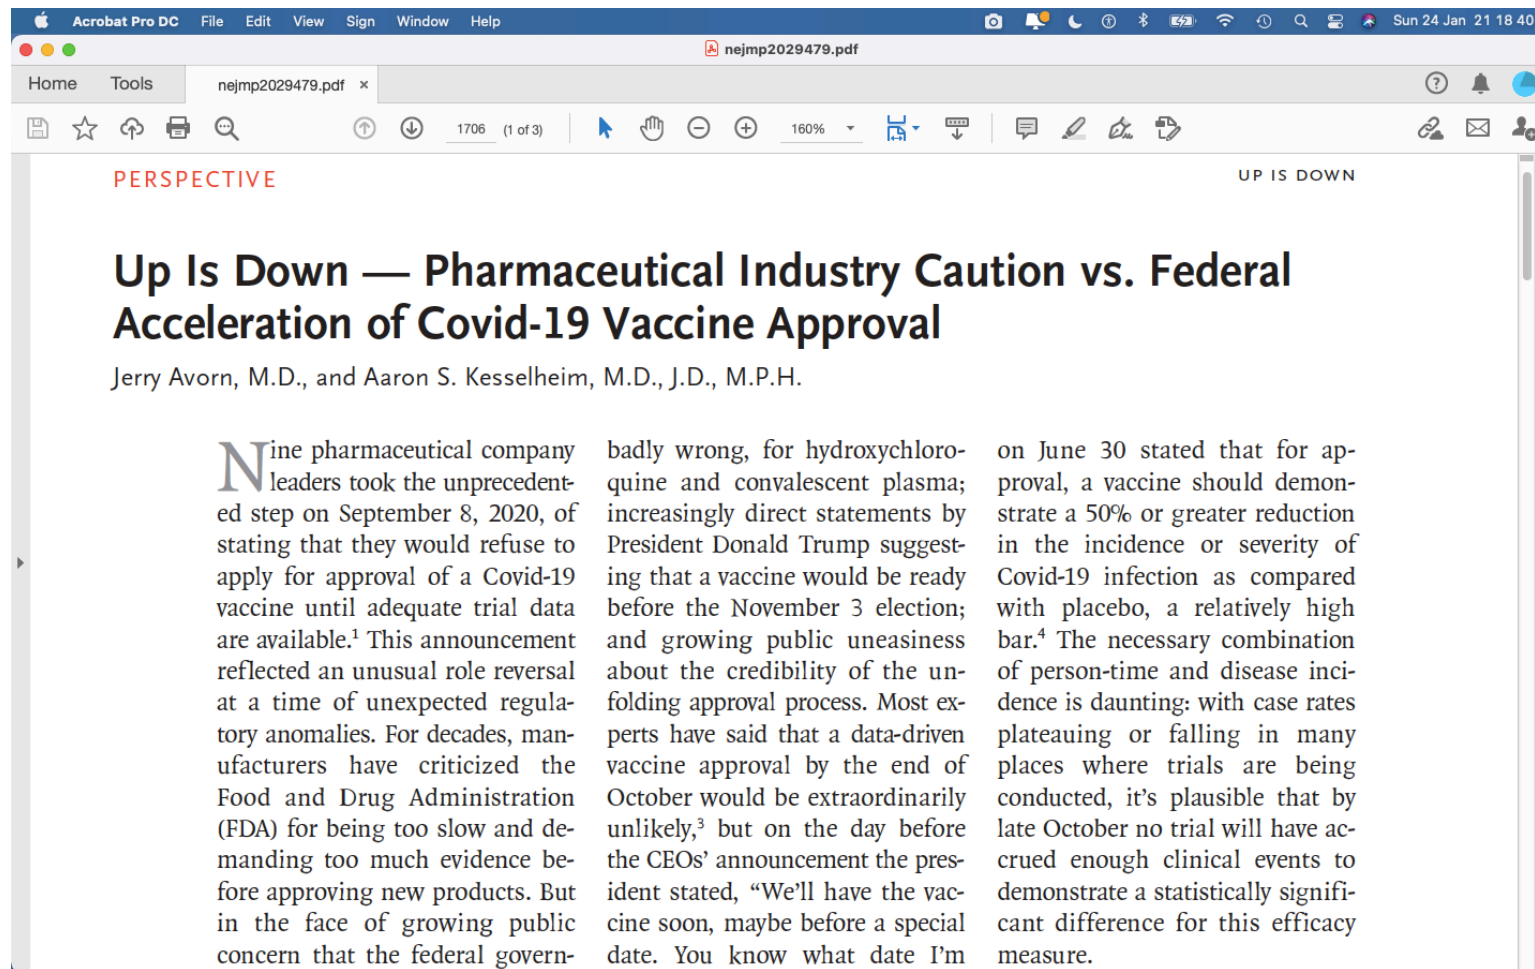 Acrobat Pro DC File Edit View Sign Window Help Sun 24 Jan 21 18 40
nejmp2029479.pdf
Home Tools nejmp2029479.pdf ×
1706 (1 of 3) 160%
PERSPECTIVE UP IS DOWN
Up Is Down — Pharmaceutical Industry Caution vs. Federal
Acceleration of Covid-19 Vaccine Approval
Jerry Avorn, M.D., and Aaron S. Kesselheim, M.D., J.D., M.P.H.
Nine pharmaceutical company
leaders took the unprecedent-
ed step on September 8, 2020, of
stating that they would refuse to
apply for approval of a Covid-19
vaccine until adequate trial data
are available.¹ This announcement
reflected an unusual role reversal
at a time of unexpected regula-
tory anomalies. For decades, man-
ufacturers have criticized the
Food and Drug Administration
(FDA) for being too slow and de-
manding too much evidence be-
fore approving new products. But
in the face of growing public
concern that the federal govern-
badly wrong, for hydroxychloro-
quine and convalescent plasma;
increasingly direct statements by
President Donald Trump suggest-
ing that a vaccine would be ready
before the November 3 election;
and growing public uneasiness
about the credibility of the un-
folding approval process. Most ex-
perts have said that a data-driven
vaccine approval by the end of
October would be extraordinarily
unlikely,³ but on the day before
the CEOs’ announcement the pres-
ident stated, “We’ll have the vac-
cine soon, maybe before a special
date. You know what date I’m
on June 30 stated that for ap-
proval, a vaccine should demon-
strate a 50% or greater reduction
in the incidence or severity of
Covid-19 infection as compared
with placebo, a relatively high
bar.⁴ The necessary combination
of person-time and disease inci-
dence is daunting: with case rates
plateauing or falling in many
places where trials are being
conducted, it’s plausible that by
late October no trial will have ac-
crued enough clinical events to
demonstrate a statistically signifi-
cant difference for this efficacy
measure.